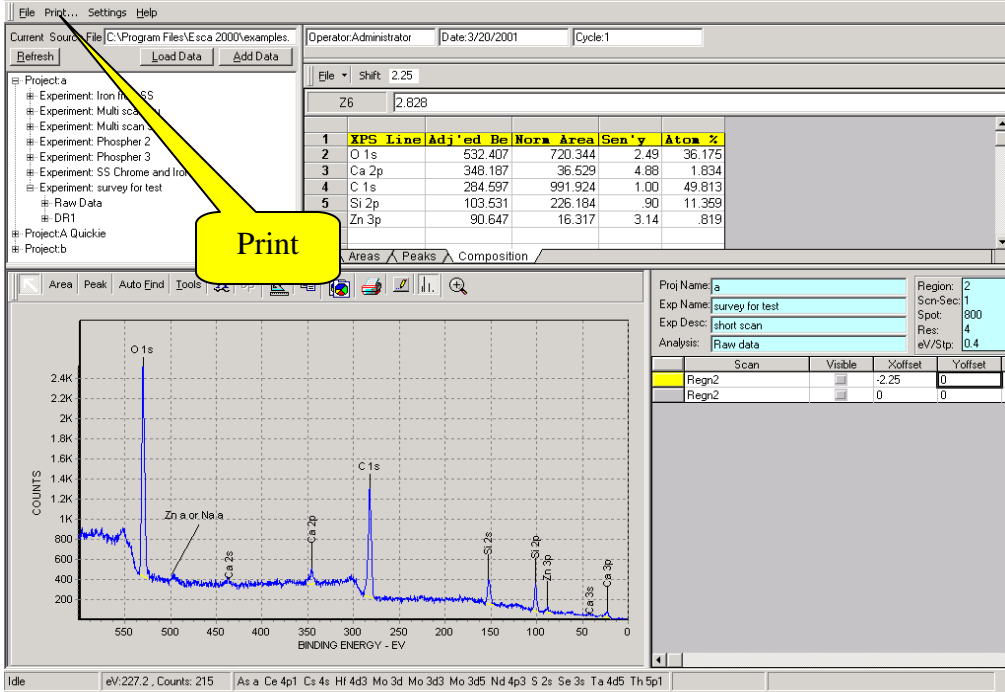 File Print... Settings Help
Current Source File C:\Program Files\Esca 2000\examples.
Refresh Load Data Add Data
Project:a
Experiment: Iron from SS
Experiment: Multi scan
Experiment: Multi scan
Experiment: Phospher 2
Experiment: Phospher 3
Experiment: SS Chrome and Iron
Experiment: survey for test
Raw Data
DR1
Project:A Quickie
Project:b
Print
Operator:Administrator Date:3/20/2001 Cycle:1
File Shift 2.25
Z6 2.828
1 XPS Line Adj'ed Be Norm Area Sen'y Atom %
2 O 1s 532.407 720.344 2.49 36.175
3 Ca 2p 348.187 36.529 4.88 1.834
4 C 1s 284.597 991.924 1.00 49.813
5 Si 2p 103.531 226.184 .90 11.359
Zn 3p 90.647 16.317 3.14 .819
Areas Peaks Composition
Area Peak Auto Find Tools
COUNTS
2.4K
2.2K
2K
1.8K
1.6K
1.4K
1.2K
1K
800
600
400
200
O 1s
Zn a or Na a
Ca 2s
Ca 2p
C 1s
Si 2s
Si 2p
Zn 3p
Ca 3s
Ca 3p
550 500 450 400 350 300 250 200 150 100 50 0
BINDING ENERGY - EV
Proj Name: a
Exp Name: survey for test
Exp Desc: short scan
Analysis: Raw data
Region: 2
Scn-Sec: 1
Spot: 800
Res: 4
eV/Stp: 0.4
Scan Visible Xoffset Yoffset
Regn2 -2.25 0
Regn2 0 0
Idle eV:227.2 , Counts: 215 As a Ce 4p1 Cs 4s Hf 4d3 Mo 3d Mo 3d3 Mo 3d5 Nd 4p3 S 2s Se 3s Ta 4d5 Th 5p1